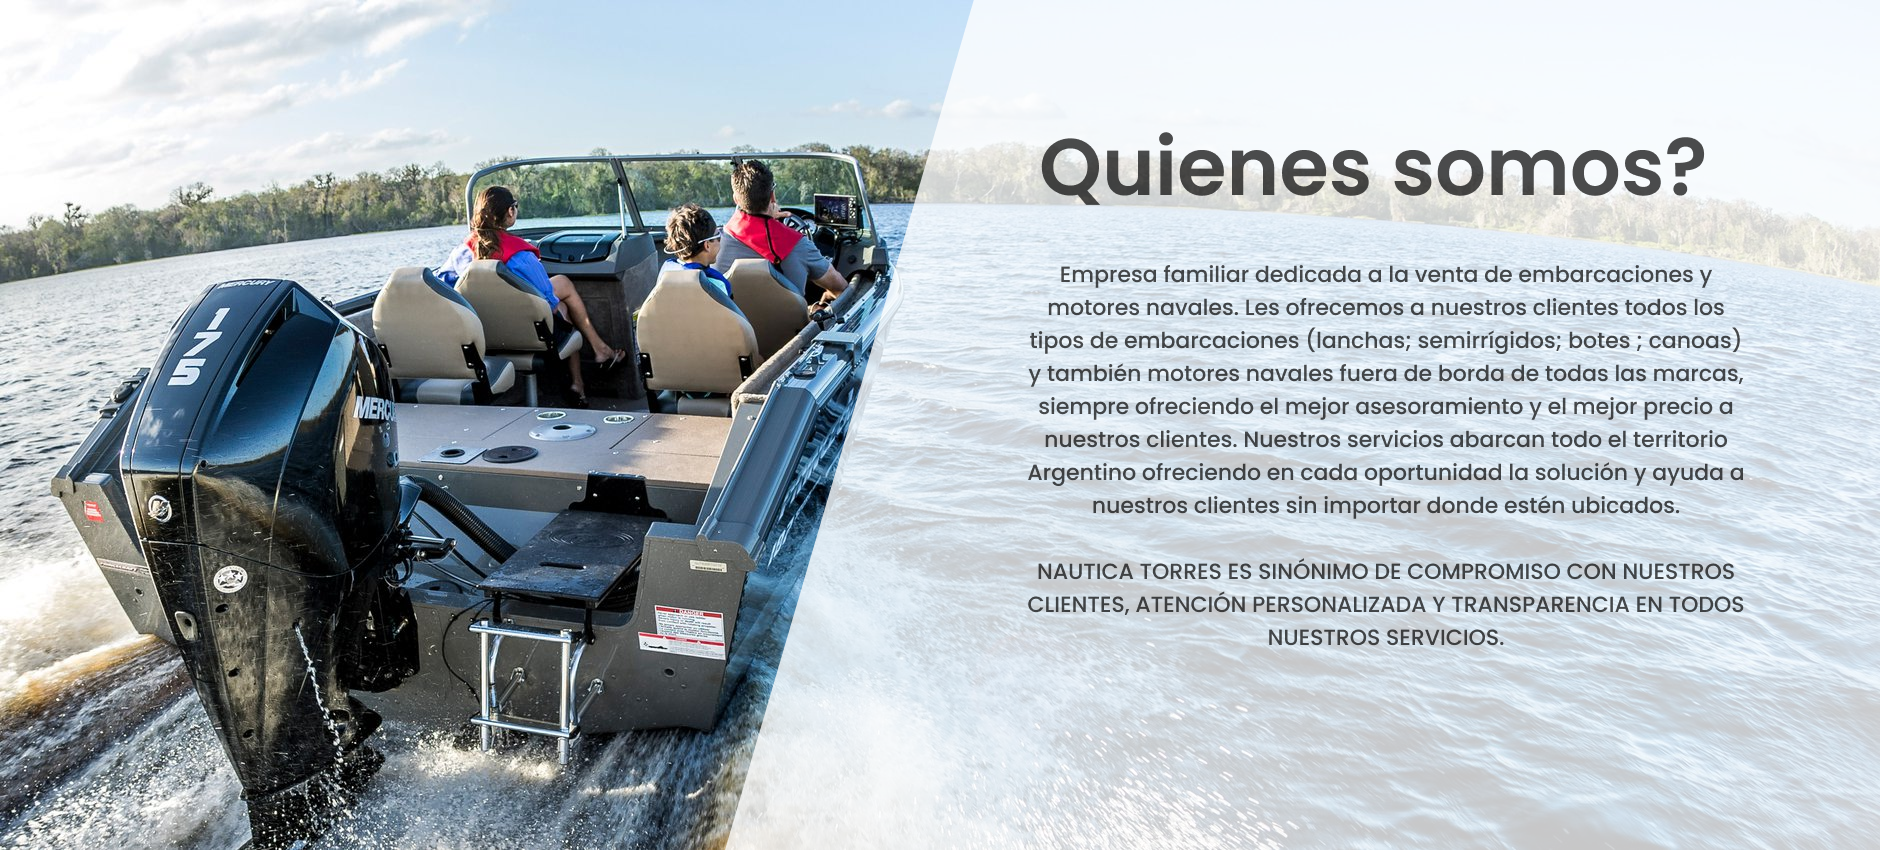 MERCURY
175
MERC
DANGER
Quienes somos?
Empresa familiar dedicada a la venta de embarcaciones y
motores navales. Les ofrecemos a nuestros clientes todos los
tipos de embarcaciones (lanchas; semirrígidos; botes ; canoas)
y también motores navales fuera de borda de todas las marcas,
siempre ofreciendo el mejor asesoramiento y el mejor precio a
nuestros clientes. Nuestros servicios abarcan todo el territorio
Argentino ofreciendo en cada oportunidad la solución y ayuda a
nuestros clientes sin importar donde estén ubicados.
NAUTICA TORRES ES SINÓNIMO DE COMPROMISO CON NUESTROS
CLIENTES, ATENCIÓN PERSONALIZADA Y TRANSPARENCIA EN TODOS
NUESTROS SERVICIOS.